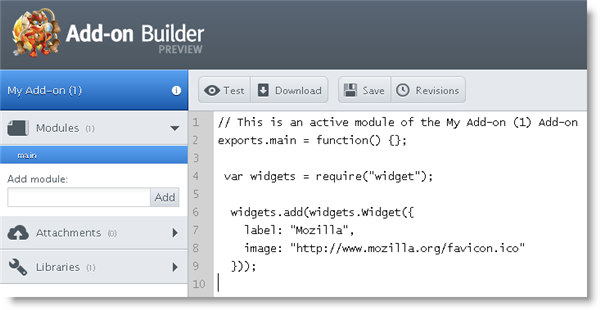 Add-on Builder
PREVIEW
My Add-on (1)
Modules (1)
main
Add module:
Add
Attachments (0)
Libraries (1)
Test Download Save Revisions
1 // This is an active module of the My Add-on (1) Add-on
2 exports.main = function() {};
3
4 var widgets = require("widget");
5
6 widgets.add(widgets.Widget({
7 label: "Mozilla",
8 image: "http://www.mozilla.org/favicon.ico"
9 }));
10